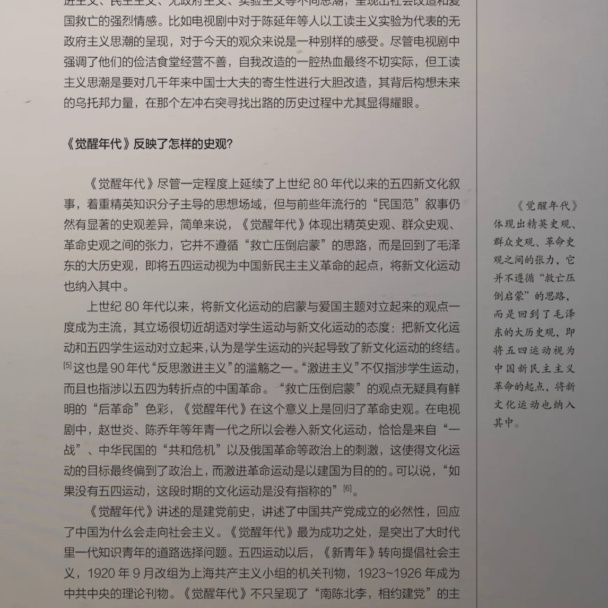 进主义、民主主义、无政府主义、实验主义等不同思潮，呈现出社会改造和爱
国救亡的强烈情感。比如电视剧中对于陈延年等人以工读主义实验为代表的无
政府主义思潮的呈现，对于今天的观众来说是一种别样的感受。尽管电视剧中
强调了他们的俭洁食堂经营不善，自我改造的一腔热血最终不切实际，但工读
主义思潮是要对几千年来中国士大夫的寄生性进行大胆改造，其背后构想未来
的乌托邦力量，在那个左冲右突寻找出路的历史过程中尤其显得耀眼。
《觉醒年代》反映了怎样的史观？
《觉醒年代》尽管一定程度上延续了上世纪 80 年代以来的五四新文化叙
事，着重精英知识分子主导的思想场域，但与前些年流行的“民国范”叙事仍
然有显著的史观差异，简单来说，《觉醒年代》体现出精英史观、群众史观、
革命史观之间的张力，它并不遵循“救亡压倒启蒙”的思路，而是回到了毛泽
东的大历史观，即将五四运动视为中国新民主主义革命的起点，将新文化运动
也纳入其中。
上世纪 80 年代以来，将新文化运动的启蒙与爱国主题对立起来的观点一
度成为主流，其立场很切近胡适对学生运动与新文化运动的态度：把新文化运
动和五四学生运动对立起来，认为是学生运动的兴起导致了新文化运动的终结。
[5]这也是90年代“反思激进主义”的滥觞之一。“激进主义”不仅指涉学生运动，
而且也指涉以五四为转折点的中国革命。“救亡压倒启蒙”的观点无疑具有鲜
明的“后革命”色彩，《觉醒年代》在这个意义上是回归了革命史观。在电视
剧中，赵世炎、陈乔年等年青一代之所以会卷入新文化运动，恰恰是来自“一
战”、中华民国的“共和危机”以及俄国革命等政治上的刺激，这使得文化运
动的目标最终偏到了政治上，而激进革命运动是以建国为目的的。可以说，“如
果没有五四运动，这段时期的文化运动是没有指称的”[6]。
《觉醒年代》讲述的是建党前史，讲述了中国共产党成立的必然性，回应
了中国为什么会走向社会主义。《觉醒年代》最为成功之处，是突出了大时代
里一代知识青年的道路选择问题。五四运动以后，《新青年》转向提倡社会主
义，1920 年 9 月改组为上海共产主义小组的机关刊物，1923~1926 年成为
中共中央的理论刊物。《觉醒年代》不只呈现了“南陈北李，相约建党”的主
《觉醒年代》
体现出精英史观、
群众史观、革命史
观之间的张力，它
并不遵循“救亡压
倒启蒙”的思路，
而是回到了毛泽
东的大历史观，即
将五四运动视为
中国新民主主义
革命的起点，将新
文化运动也纳入
其中。